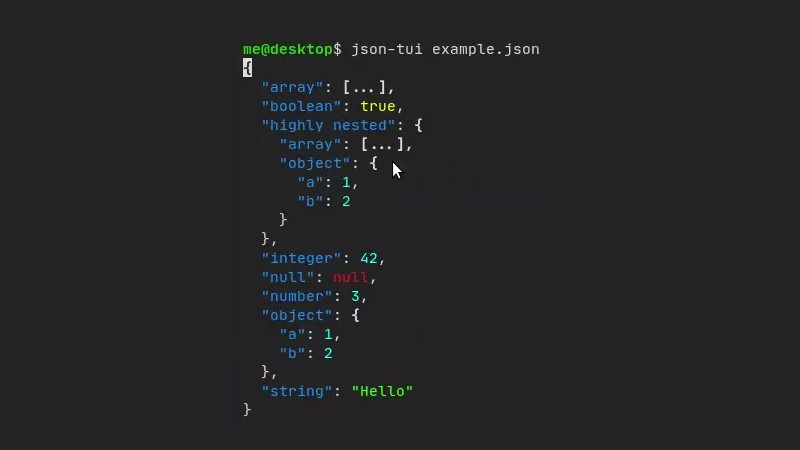 me@desktop$ json-tui example.json
{
  "array": [...],
  "boolean": true,
  "highly nested": {
    "array": [...],
    "object": {
      "a": 1,
      "b": 2
    }
  },
  "integer": 42,
  "null": null,
  "number": 3,
  "object": {
    "a": 1,
    "b": 2
  },
  "string": "Hello"
}